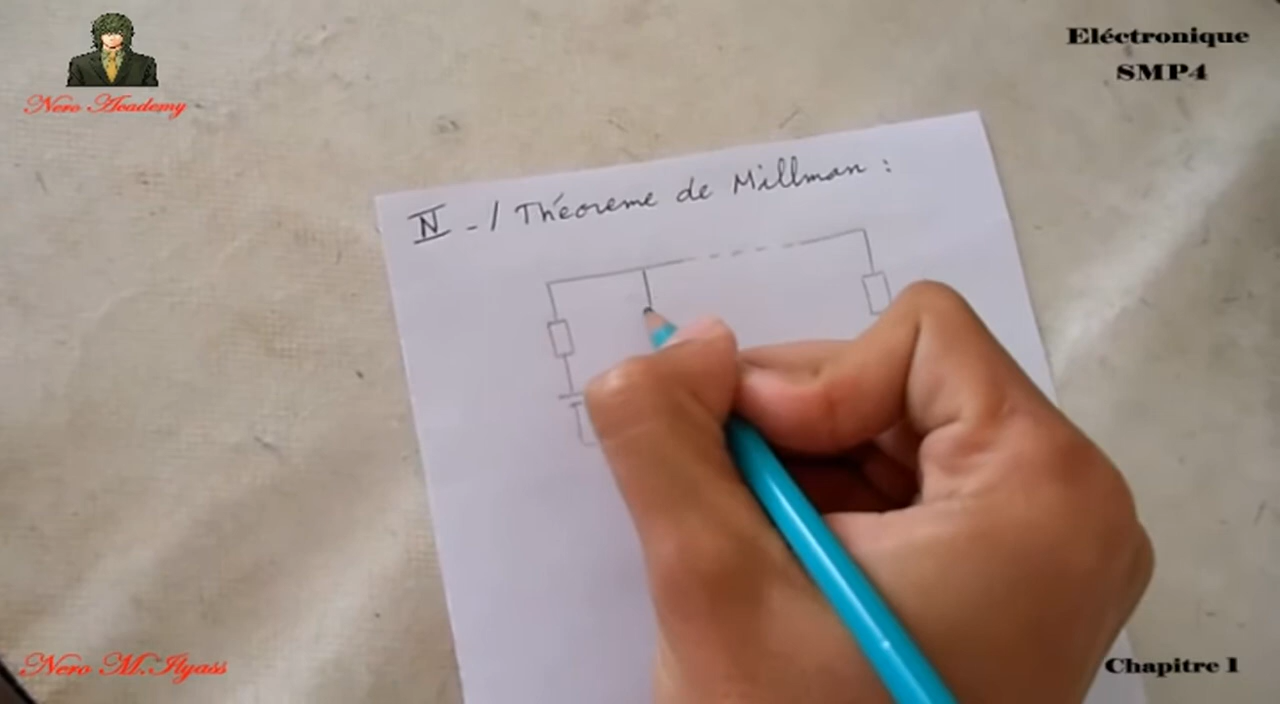 Nero Academy
Eléctronique
SMP4
IV - / Théoreme de Millman :
Nero M.Ilyass
Chapitre 1